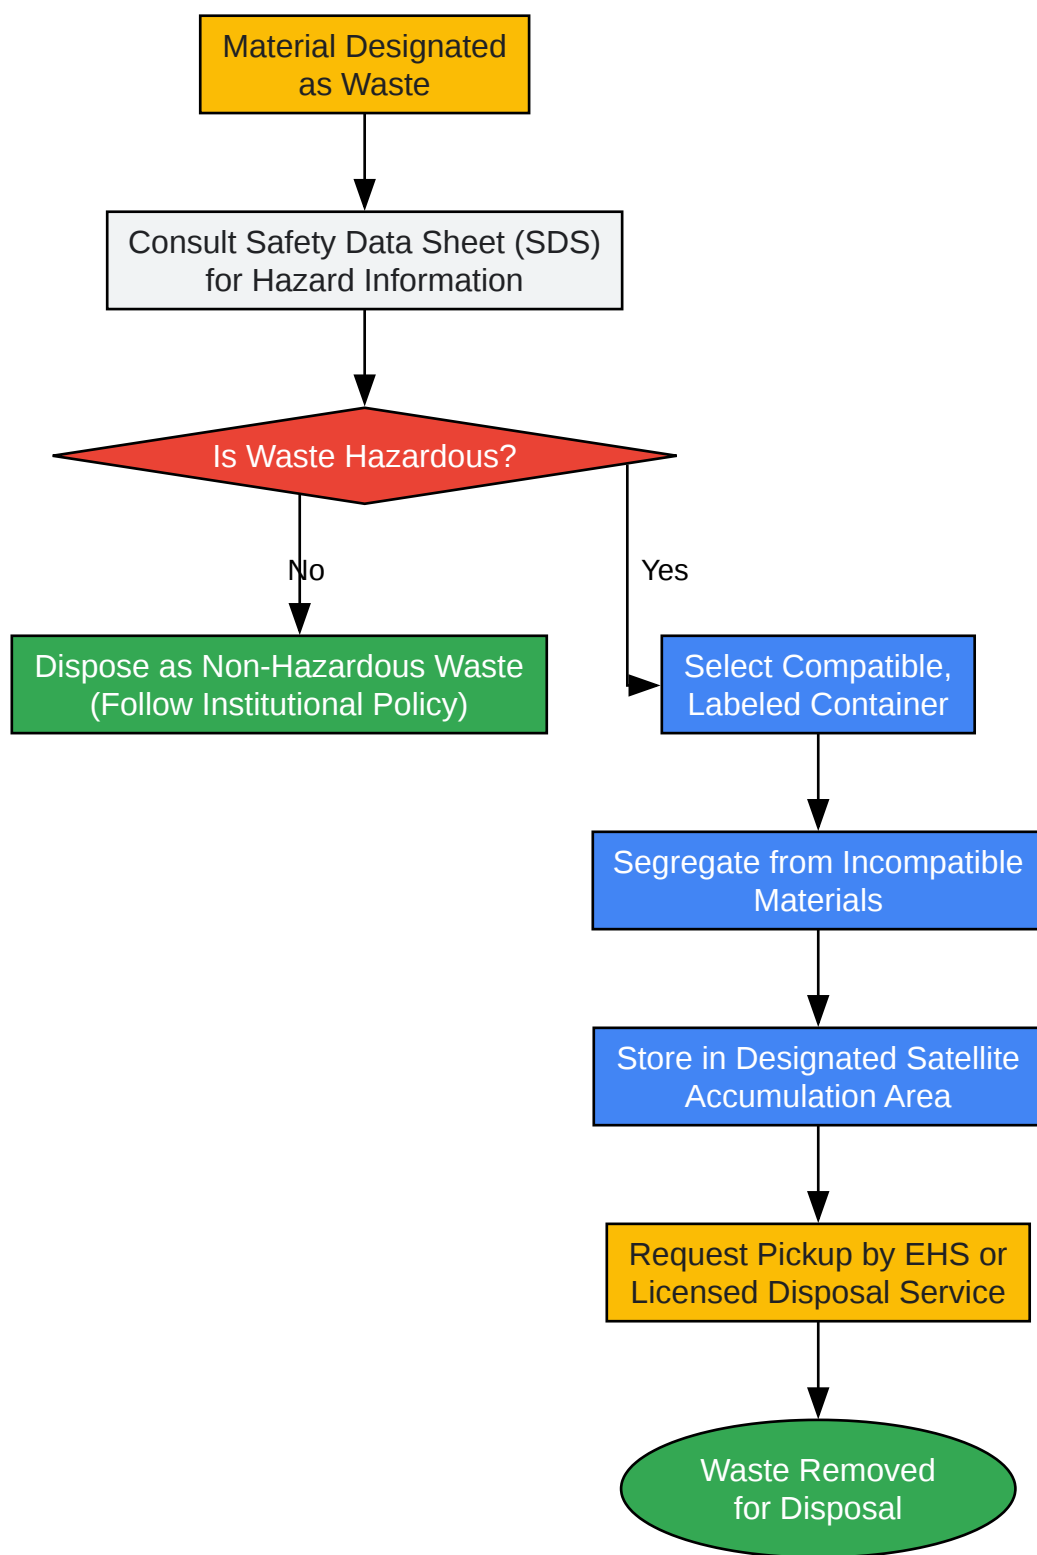 Material Designated
as Waste
Consult Safety Data Sheet (SDS)
for Hazard Information
Is Waste Hazardous?
No
Yes
Dispose as Non-Hazardous Waste
(Follow Institutional Policy)
Select Compatible,
Labeled Container
Segregate from Incompatible
Materials
Store in Designated Satellite
Accumulation Area
Request Pickup by EHS or
Licensed Disposal Service
Waste Removed
for Disposal